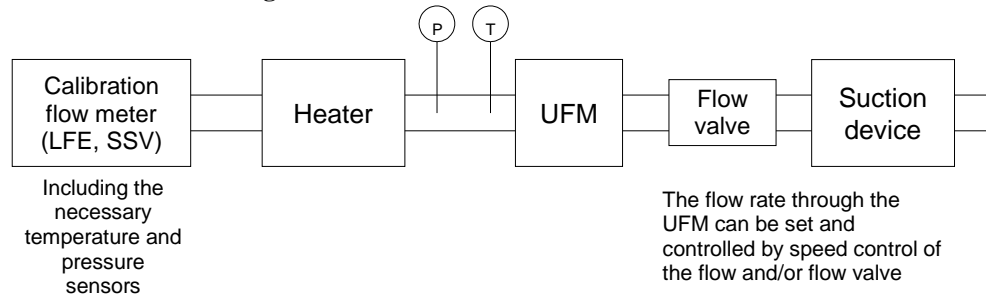 P T
Calibration
flow meter
(LFE, SSV)
Heater
UFM
Flow
valve
Suction
device
Including the
necessary
temperature and
pressure
sensors
The flow rate through the
UFM can be set and
controlled by speed control of
the flow and/or flow valve